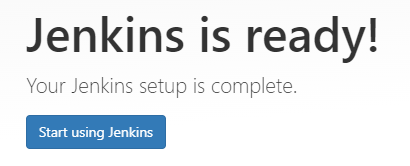 Jenkins is ready!
Your Jenkins setup is complete.
Start using Jenkins